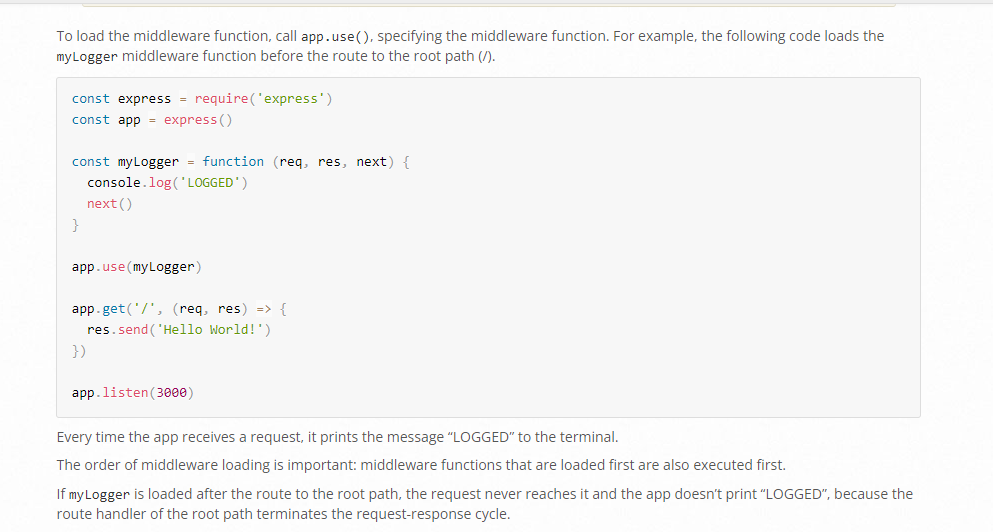 To load the middleware function, call app.use(), specifying the middleware function. For example, the following code loads the
myLogger middleware function before the route to the root path (/).
const express = require('express')
const app = express()
const myLogger = function (req, res, next) {
  console.log('LOGGED')
  next()
}
app.use(myLogger)
app.get('/', (req, res) => {
  res.send('Hello World!')
})
app.listen(3000)
Every time the app receives a request, it prints the message “LOGGED” to the terminal.
The order of middleware loading is important: middleware functions that are loaded first are also executed first.
If myLogger is loaded after the route to the root path, the request never reaches it and the app doesn’t print “LOGGED”, because the
route handler of the root path terminates the request-response cycle.